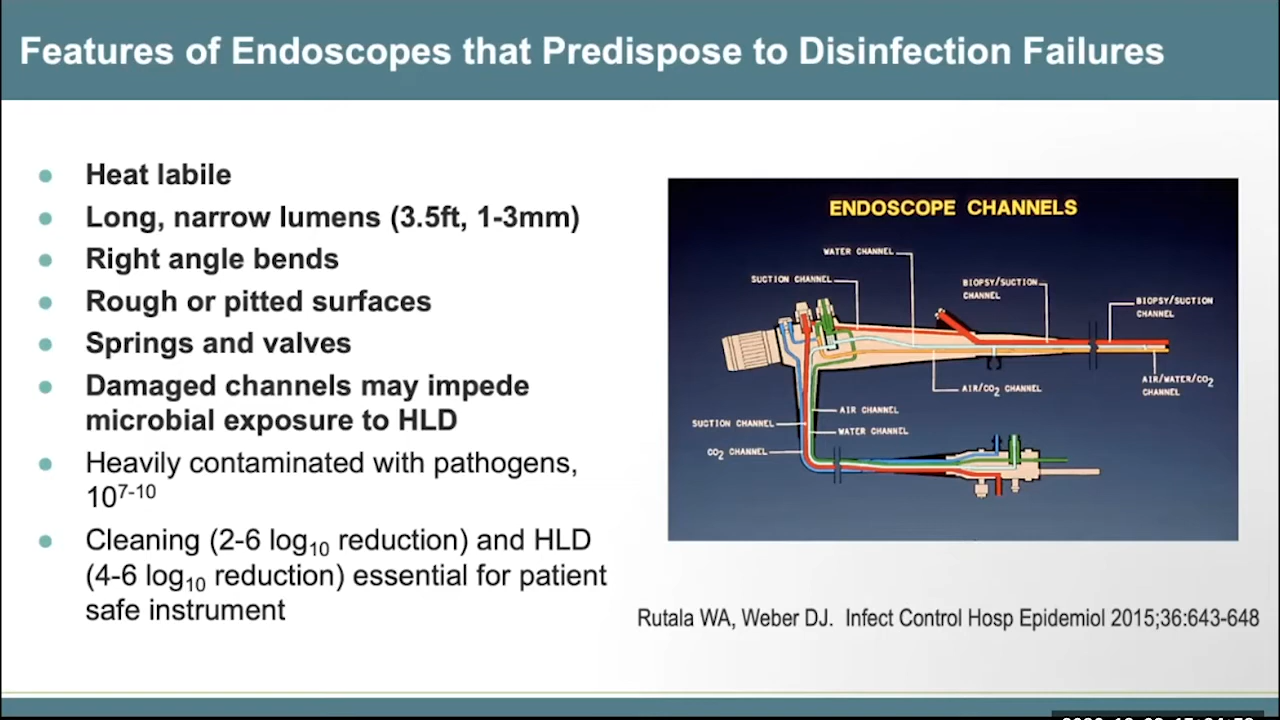 Features of Endoscopes that Predispose to Disinfection Failures
Heat labile
Long, narrow lumens (3.5ft, 1-3mm)
Right angle bends
Rough or pitted surfaces
Springs and valves
Damaged channels may impede
microbial exposure to HLD
Heavily contaminated with pathogens,
10⁷⁻¹⁰
Cleaning (2-6 log₁₀ reduction) and HLD
(4-6 log₁₀ reduction) essential for patient
safe instrument
ENDOSCOPE CHANNELS
WATER CHANNEL
SUCTION CHANNEL
BIOPSY/SUCTION
CHANNEL
BIOPSY/SUCTION
CHANNEL
AIR/CO₂ CHANNEL
AIR/WATER/CO₂
CHANNEL
AIR CHANNEL
SUCTION CHANNEL
WATER CHANNEL
CO₂ CHANNEL
Rutala WA, Weber DJ. Infect Control Hosp Epidemiol 2015;36:643-648